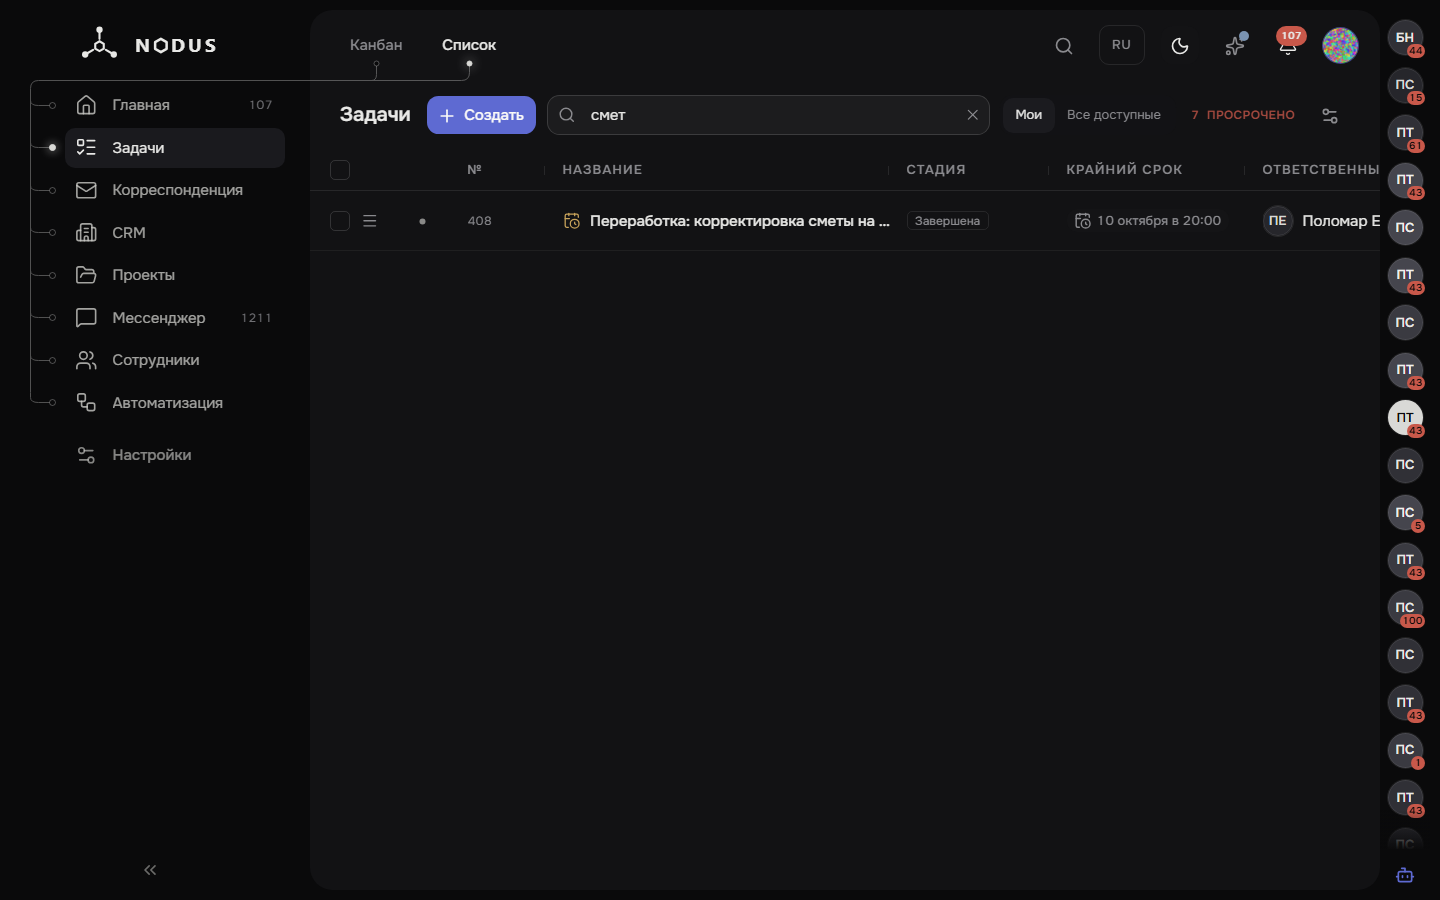 NODUS
Канбан
Список
RU
107
Главная
107
Задачи
Корреспонденция
CRM
Проекты
Мессенджер
1211
Сотрудники
Автоматизация
Настройки
Задачи
Создать
смет
Мои
Все доступные
7 ПРОСРОЧЕНО
№
НАЗВАНИЕ
СТАДИЯ
КРАЙНИЙ СРОК
ОТВЕТСТВЕННЫ
408
Переработка: корректировка сметы на ...
Завершена
10 октября в 20:00
ПЕ
Поломар Е
БН
44
ПС
15
ПТ
61
ПТ
43
ПС
ПТ
43
ПС
ПТ
43
ПТ
43
ПС
ПС
5
ПТ
43
ПС
100
ПС
ПТ
43
ПС
1
ПТ
43
ПС